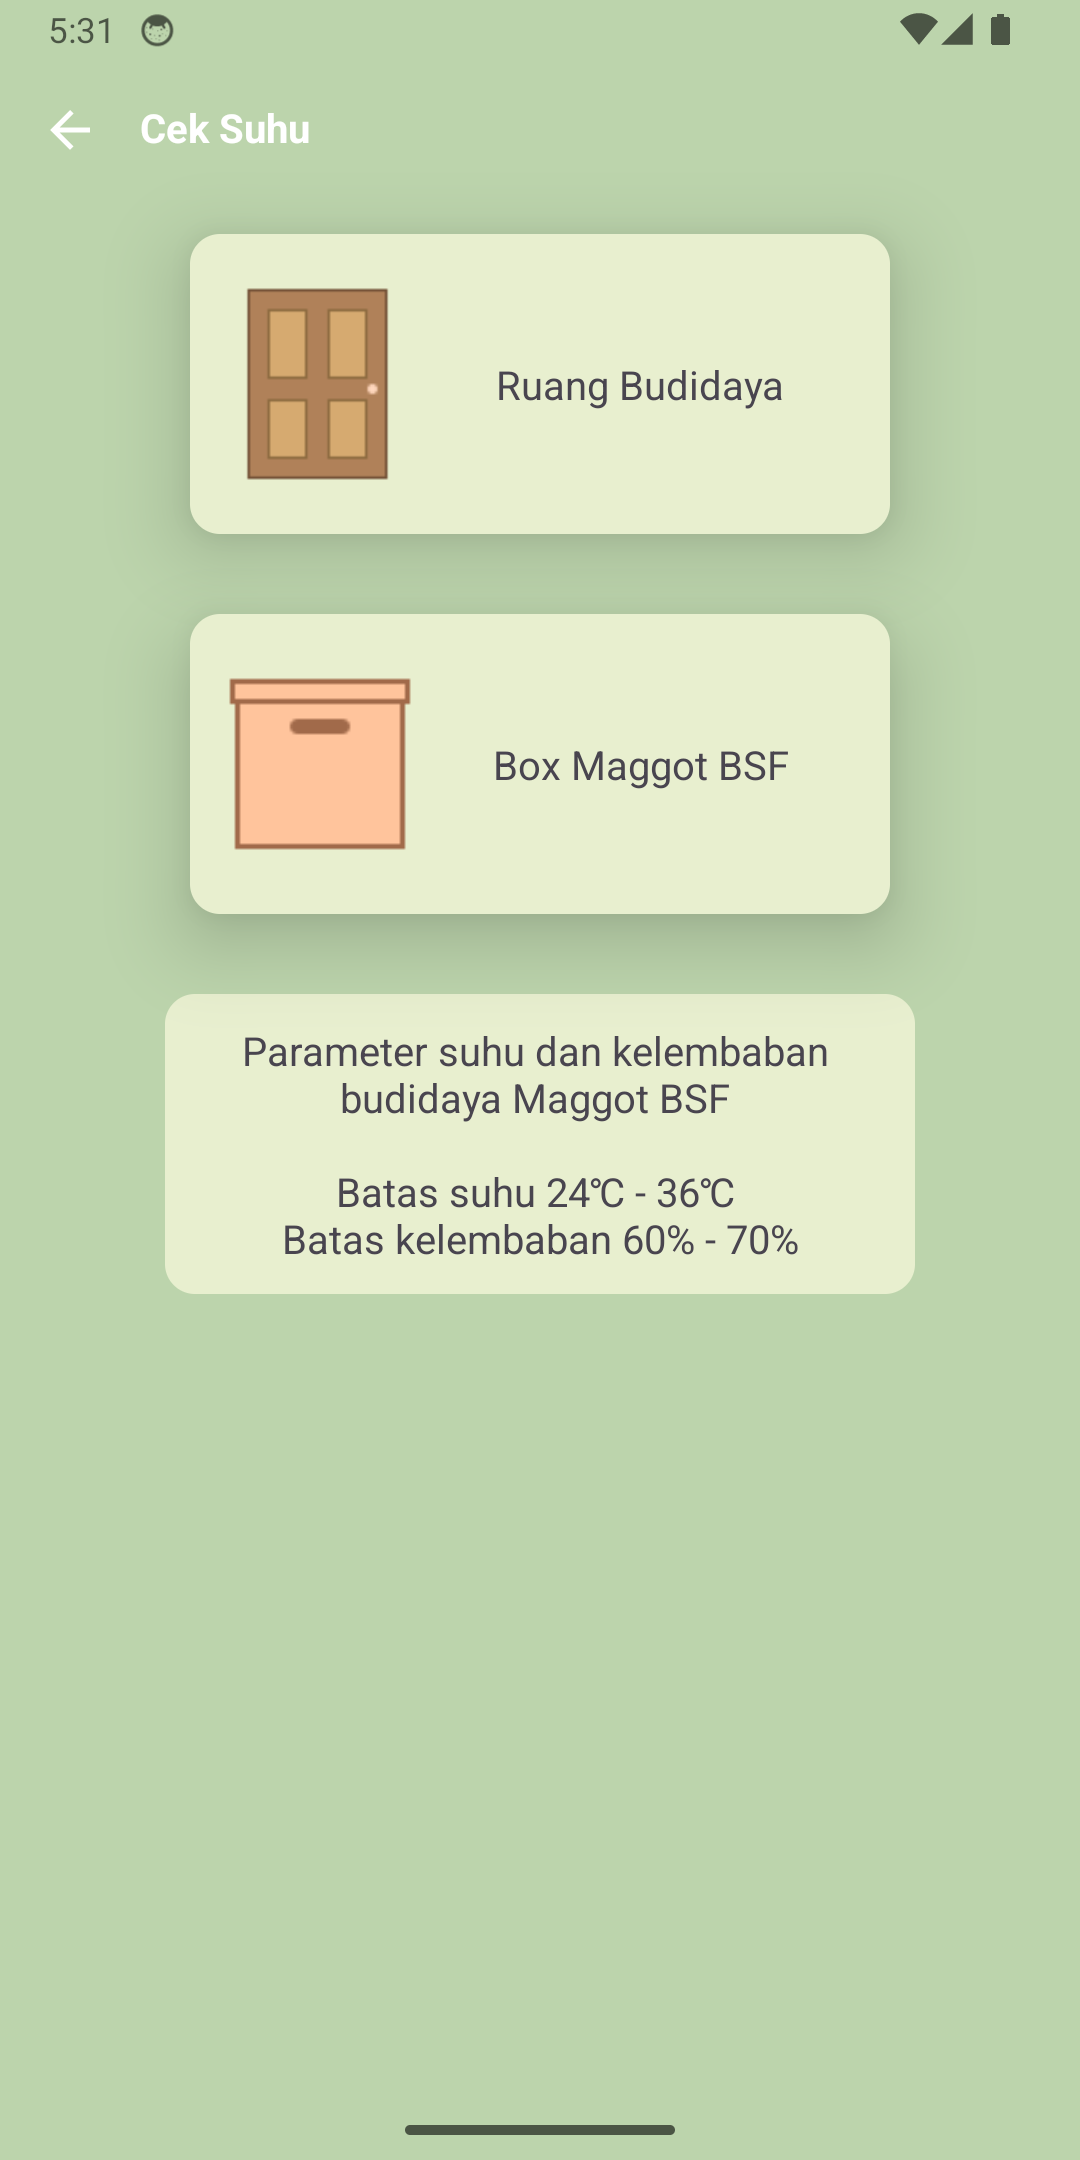 5:31
Cek Suhu
Ruang Budidaya
Box Maggot BSF
Parameter suhu dan kelembaban
budidaya Maggot BSF
Batas suhu 24℃ - 36℃
Batas kelembaban 60% - 70%